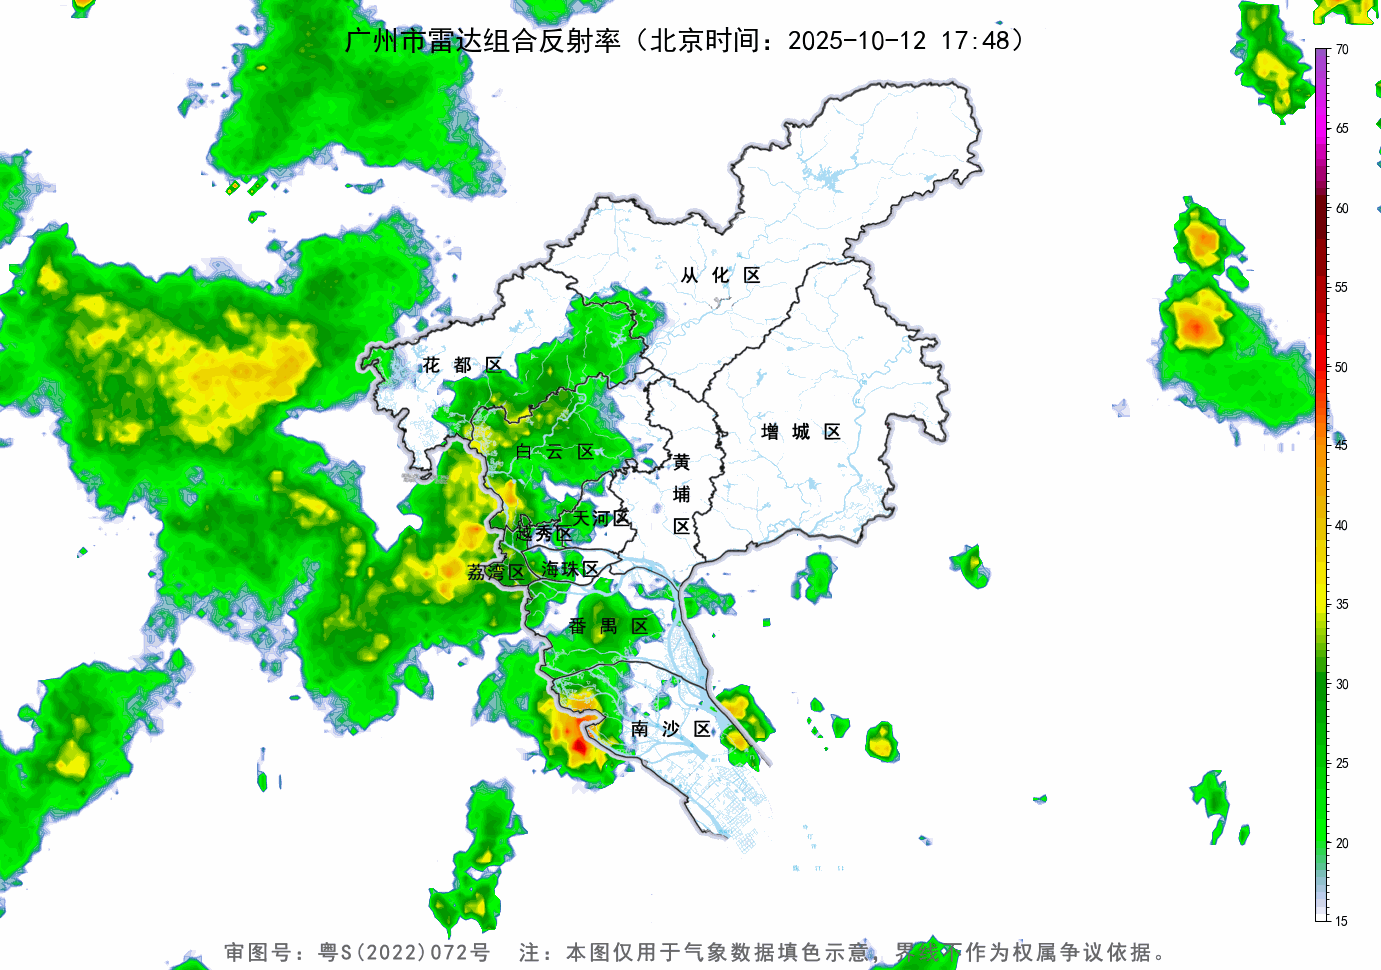 广州市雷达组合反射率（北京时间：2025-10-12 17:48）
70
65
60
55
50
45
40
35
30
25
20
15
从化区
花都区
增城区
白云区
黄埔区
天河区
越秀区
海珠区
荔湾区
番禺区
南沙区
审图号：粤S(2022)072号 注：本图仅用于气象数据填色示意，界线不作为权属争议依据。